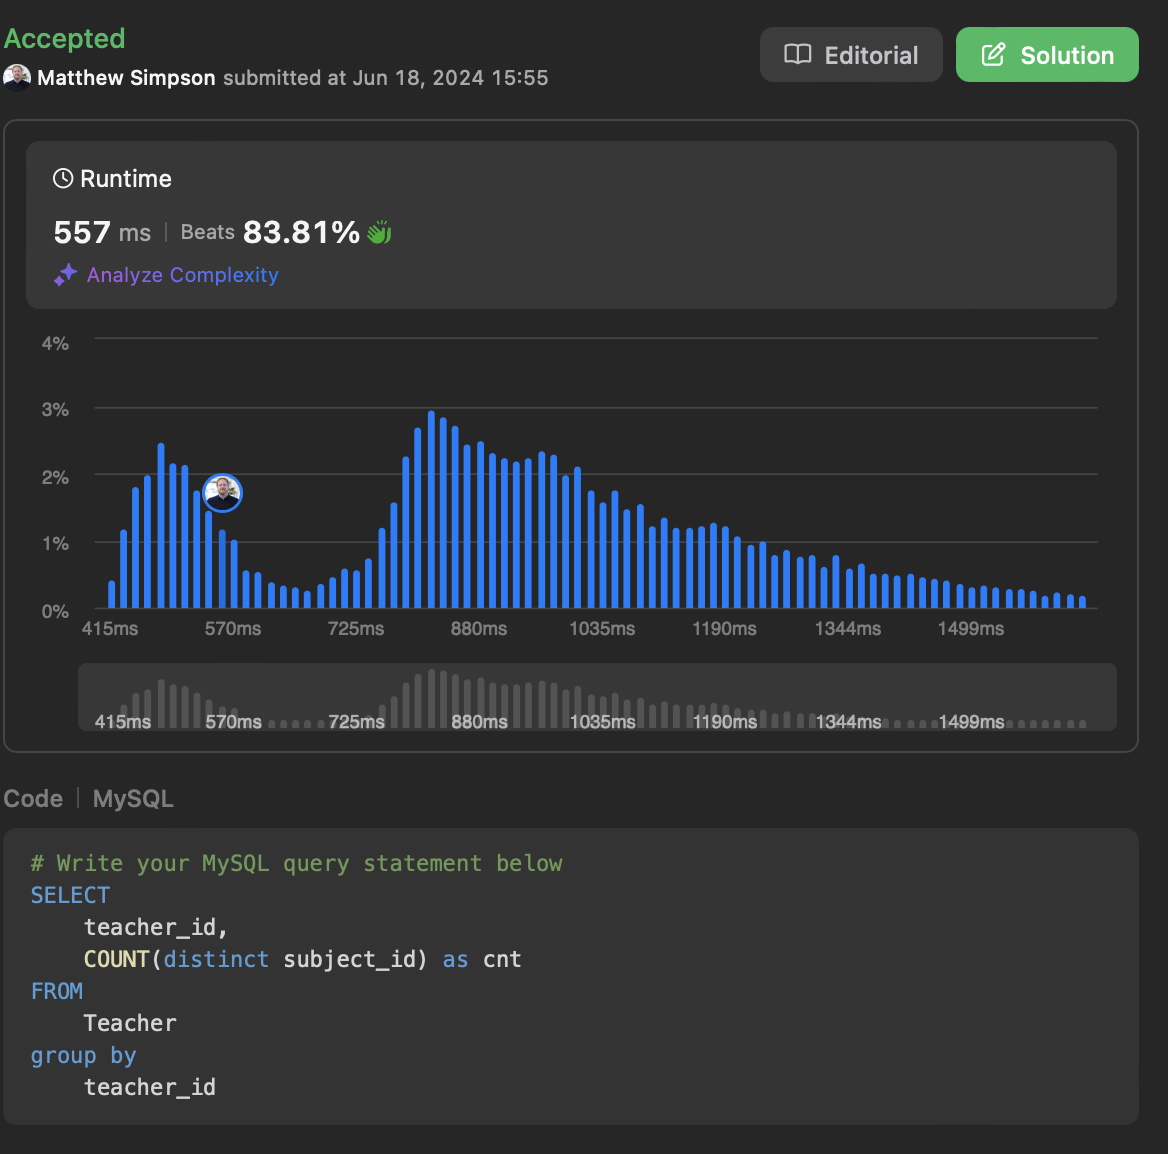 Accepted
Editorial
Solution
Matthew Simpson submitted at Jun 18, 2024 15:55
Runtime
557 ms | Beats 83.81%
Analyze Complexity
4%
3%
2%
1%
0%
415ms 570ms 725ms 880ms 1035ms 1190ms 1344ms 1499ms
415ms 570ms 725ms 880ms 1035ms 1190ms 1344ms 1499ms
Code | MySQL
# Write your MySQL query statement below
SELECT
    teacher_id,
    COUNT(distinct subject_id) as cnt
FROM
    Teacher
group by
    teacher_id